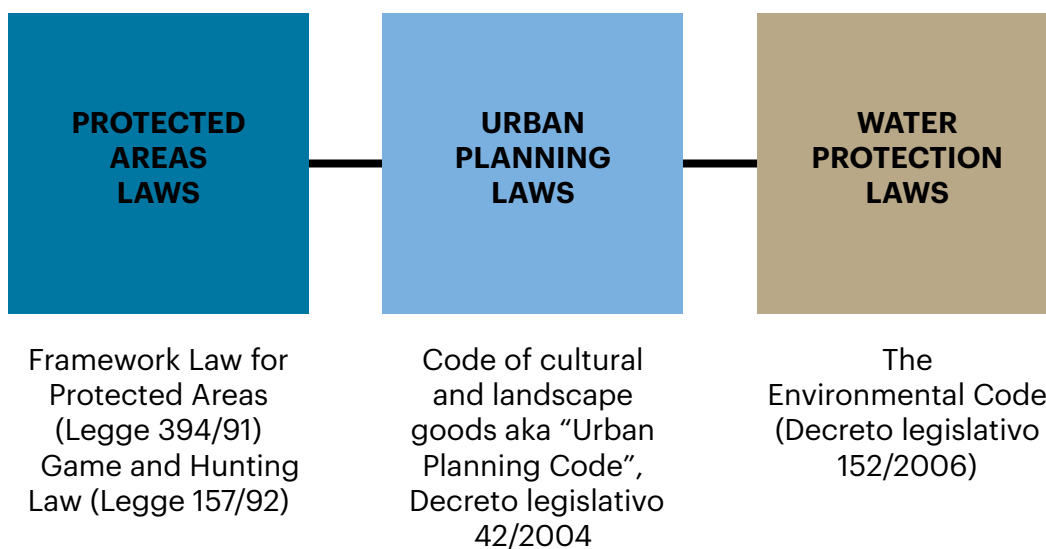 PROTECTED
AREAS
LAWS
URBAN
PLANNING
LAWS
WATER
PROTECTION
LAWS
Framework Law for
Protected Areas
(Legge 394/91)
Game and Hunting
Law (Legge 157/92)
Code of cultural
and landscape
goods aka “Urban
Planning Code”,
Decreto legislativo
42/2004
The
Environmental Code
(Decreto legislativo
152/2006)